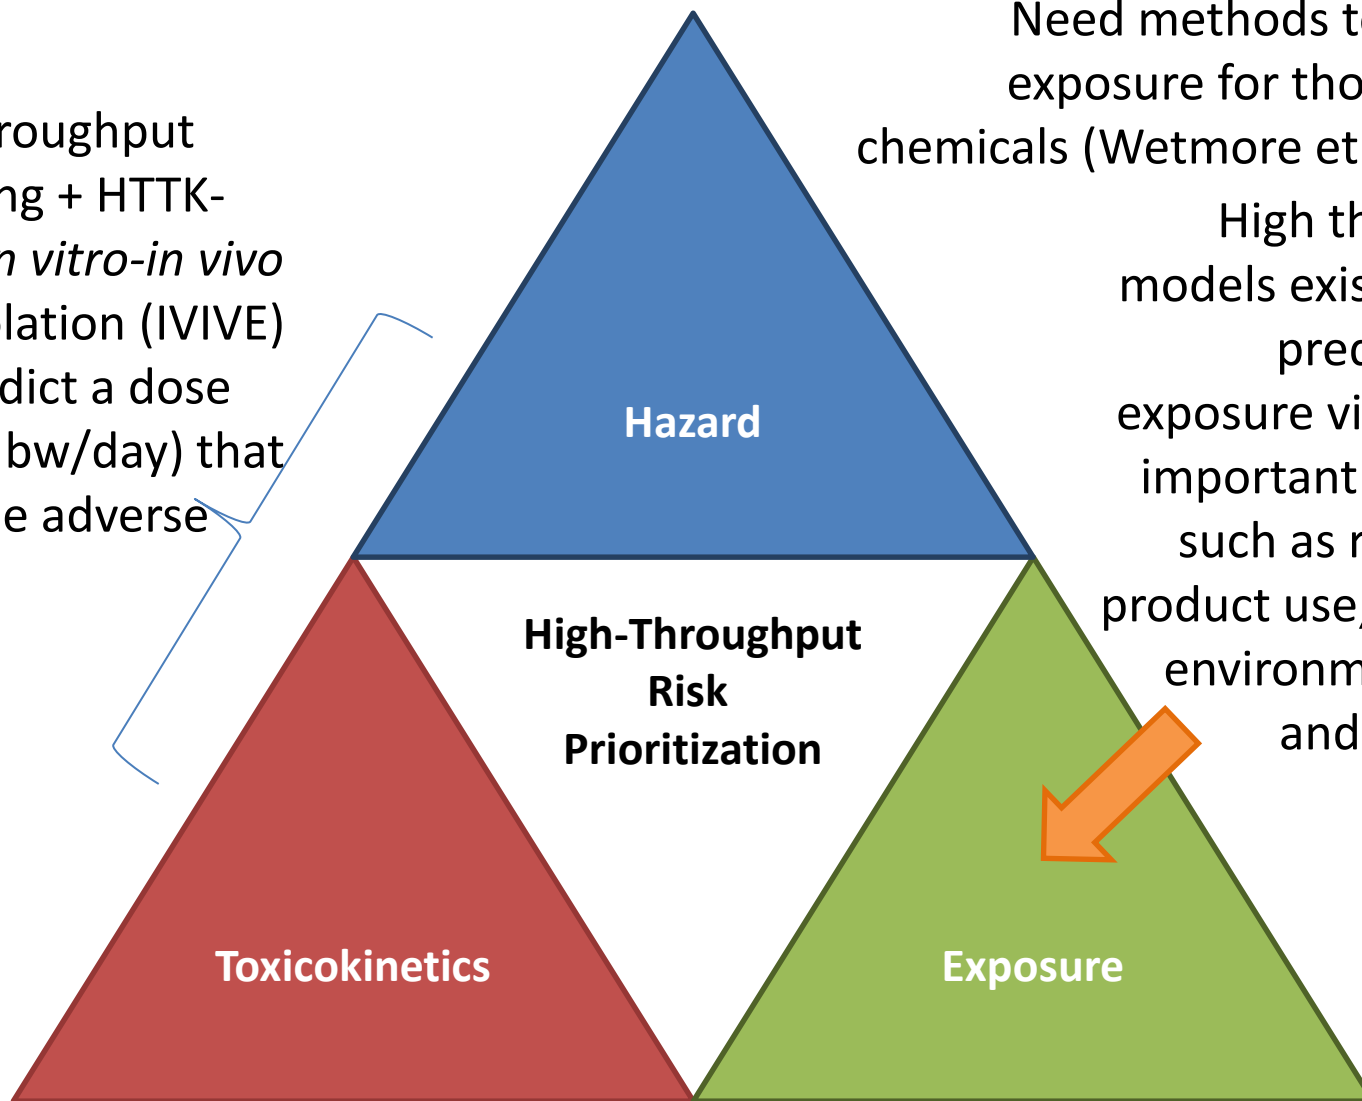 roughput
ng + HTTK-
n vitro-in vivo
lation (IVIVE)
dict a dose
bw/day) that
e adverse
Need methods t
exposure for tho
chemicals (Wetmore et
High th
models exis
pred
exposure vi
important
such as r
product use,
environm
and
Hazard
High-Throughput
Risk
Prioritization
Toxicokinetics
Exposure